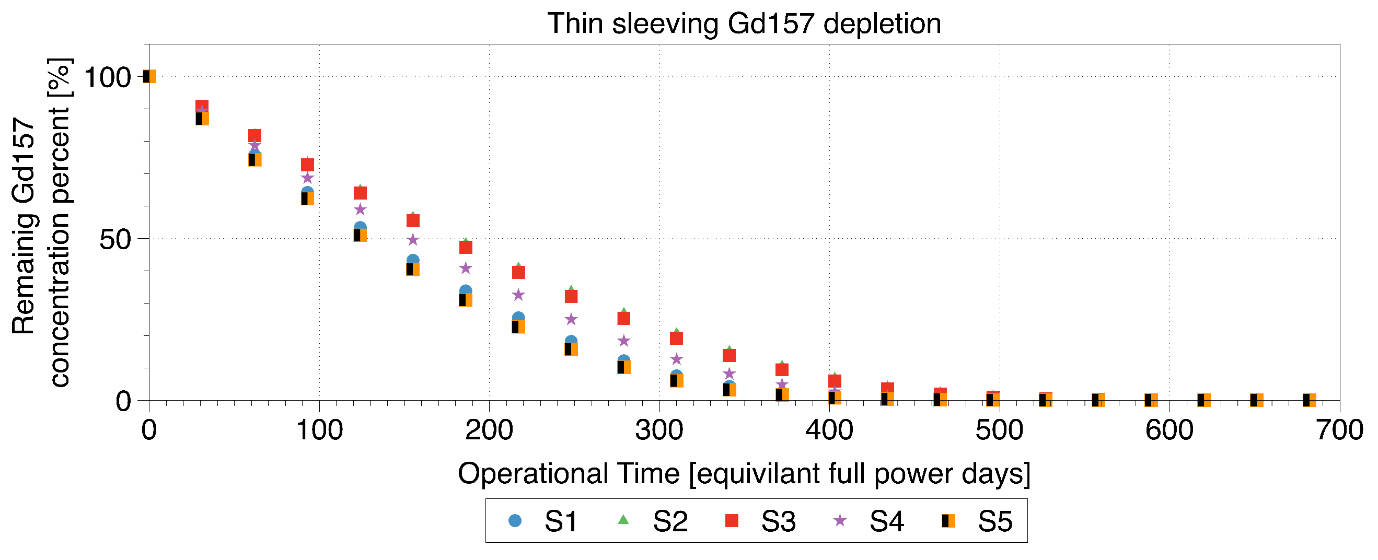 Thin sleeving Gd157 depletion
Remainig Gd157
concentration percent [%]
100
50
0
0 100 200 300 400 500 600 700
Operational Time [equivilant full power days]
S1 S2 S3 S4 S5